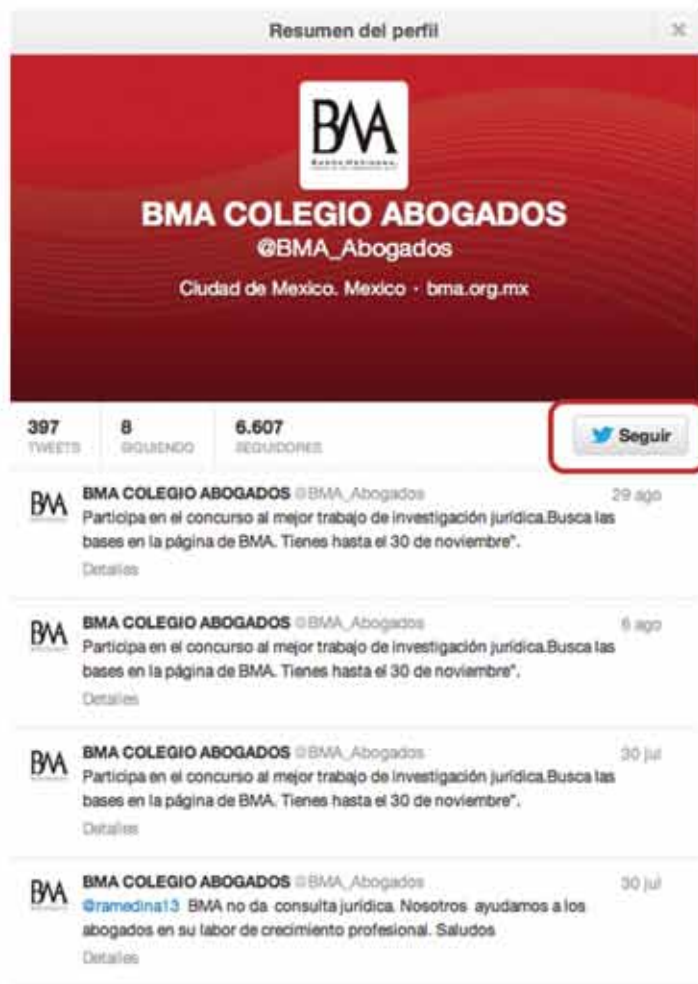 Resumen del perfil ×
BMA
BMA COLEGIO ABOGADOS
@BMA_Abogados
Ciudad de Mexico. Mexico · bma.org.mx
397 8 6.607
TWEETS SIGUIENDO SEGUIDORES
Seguir
BMA COLEGIO ABOGADOS @BMA_Abogados 29 ago
Participa en el concurso al mejor trabajo de investigación jurídica.Busca las
bases en la página de BMA. Tienes hasta el 30 de noviembre".
Detalles
BMA COLEGIO ABOGADOS @BMA_Abogados 6 ago
Participa en el concurso al mejor trabajo de investigación jurídica.Busca las
bases en la página de BMA. Tienes hasta el 30 de noviembre".
Detalles
BMA COLEGIO ABOGADOS @BMA_Abogados 30 jul
Participa en el concurso al mejor trabajo de investigación jurídica.Busca las
bases en la página de BMA. Tienes hasta el 30 de noviembre".
Detalles
BMA COLEGIO ABOGADOS @BMA_Abogados 30 jul
@ramedina13 BMA no da consulta jurídica. Nosotros ayudamos a los
abogados en su labor de crecimiento profesional. Saludos
Detalles